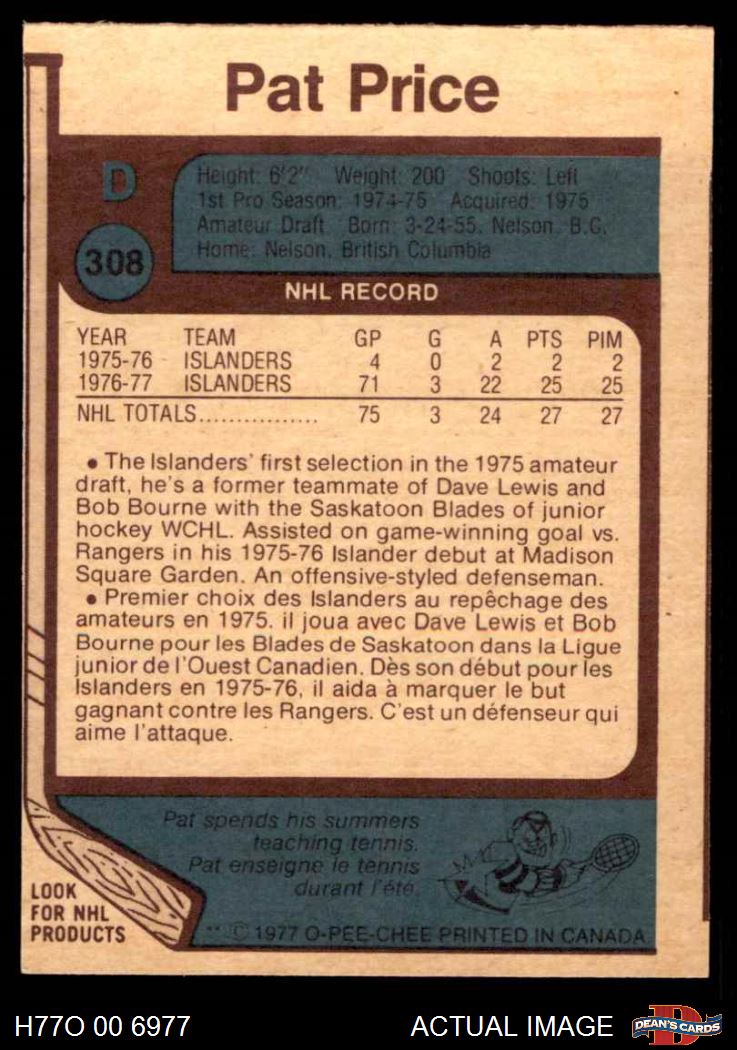 Pat Price
D
308
Height: 6'2" Weight: 200 Shoots: Left
1st Pro Season: 1974-75 Acquired: 1975
Amateur Draft Born: 3-24-55, Nelson, B.C.
Home: Nelson, British Columbia
NHL RECORD
YEAR TEAM GP G A PTS PIM
1975-76 ISLANDERS 4 0 2 2 2
1976-77 ISLANDERS 71 3 22 25 25
NHL TOTALS................ 75 3 24 27 27
• The Islanders' first selection in the 1975 amateur
draft, he's a former teammate of Dave Lewis and
Bob Bourne with the Saskatoon Blades of junior
hockey WCHL. Assisted on game-winning goal vs.
Rangers in his 1975-76 Islander debut at Madison
Square Garden. An offensive-styled defenseman.
• Premier choix des Islanders au repêchage des
amateurs en 1975. il joua avec Dave Lewis et Bob
Bourne pour les Blades de Saskatoon dans la Ligue
junior de l'Ouest Canadien. Dès son début pour les
Islanders en 1975-76, il aida à marquer le but
gagnant contre les Rangers. C'est un défenseur qui
aime l'attaque.
Pat spends his summers
teaching tennis.
Pat enseigne le tennis
durant l'été.
LOOK
FOR NHL
PRODUCTS
** © 1977 O-PEE-CHEE PRINTED IN CANADA
H77O 00 6977
ACTUAL IMAGE
DEAN'S CARDS